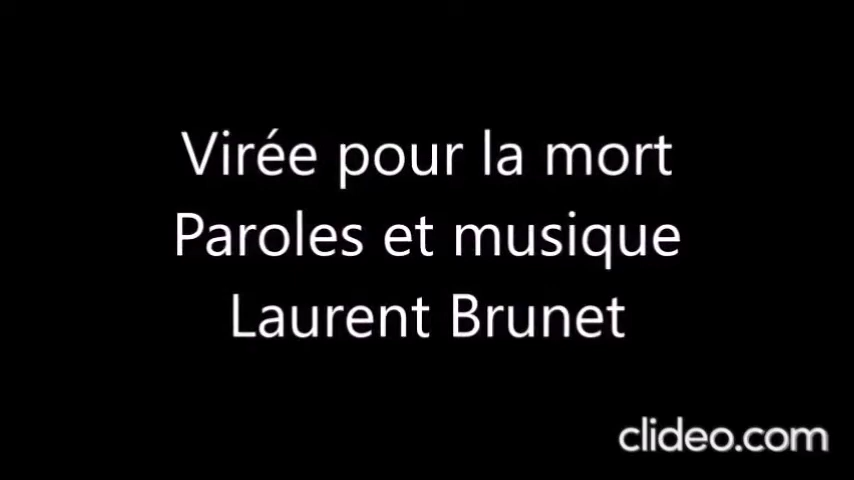 Virée pour la mort
Paroles et musique
Laurent Brunet
clideo.com